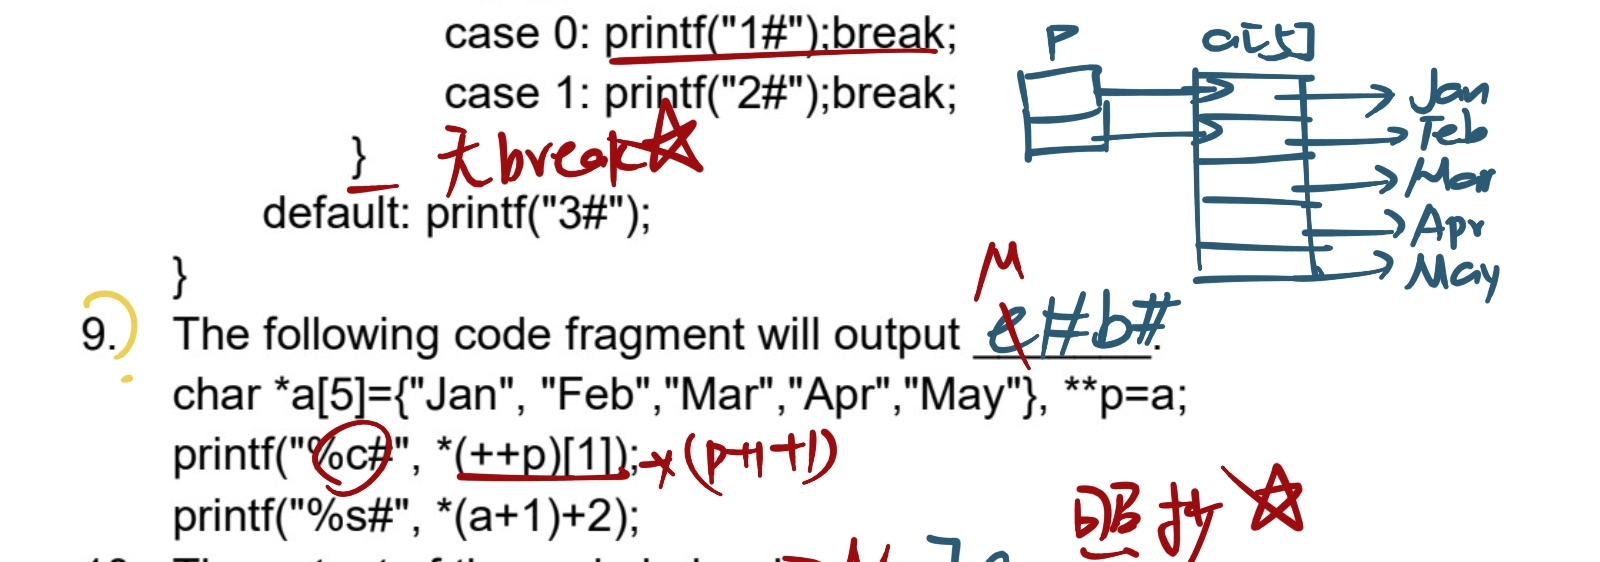 case 0: printf("1#");break;
case 1: printf("2#");break;
} 无break
default: printf("3#");
}
P a[5]
Jan
Feb
Mar
Apr
May
M
9. The following code fragment will output e#b#.
char *a[5]={"Jan", "Feb","Mar","Apr","May"}, **p=a;
printf("%c#", *(++p)[1]); *(p+1+1)
printf("%s#", *(a+1)+2);
照抄